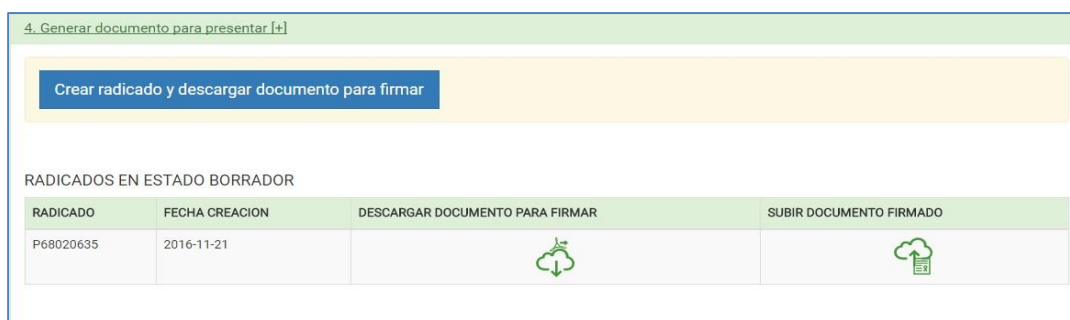 4. Generar documento para presentar [+]
Crear radicado y descargar documento para firmar
RADICADOS EN ESTADO BORRADOR
RADICADO FECHA CREACION DESCARGAR DOCUMENTO PARA FIRMAR SUBIR DOCUMENTO FIRMADO
P68020635 2016-11-21